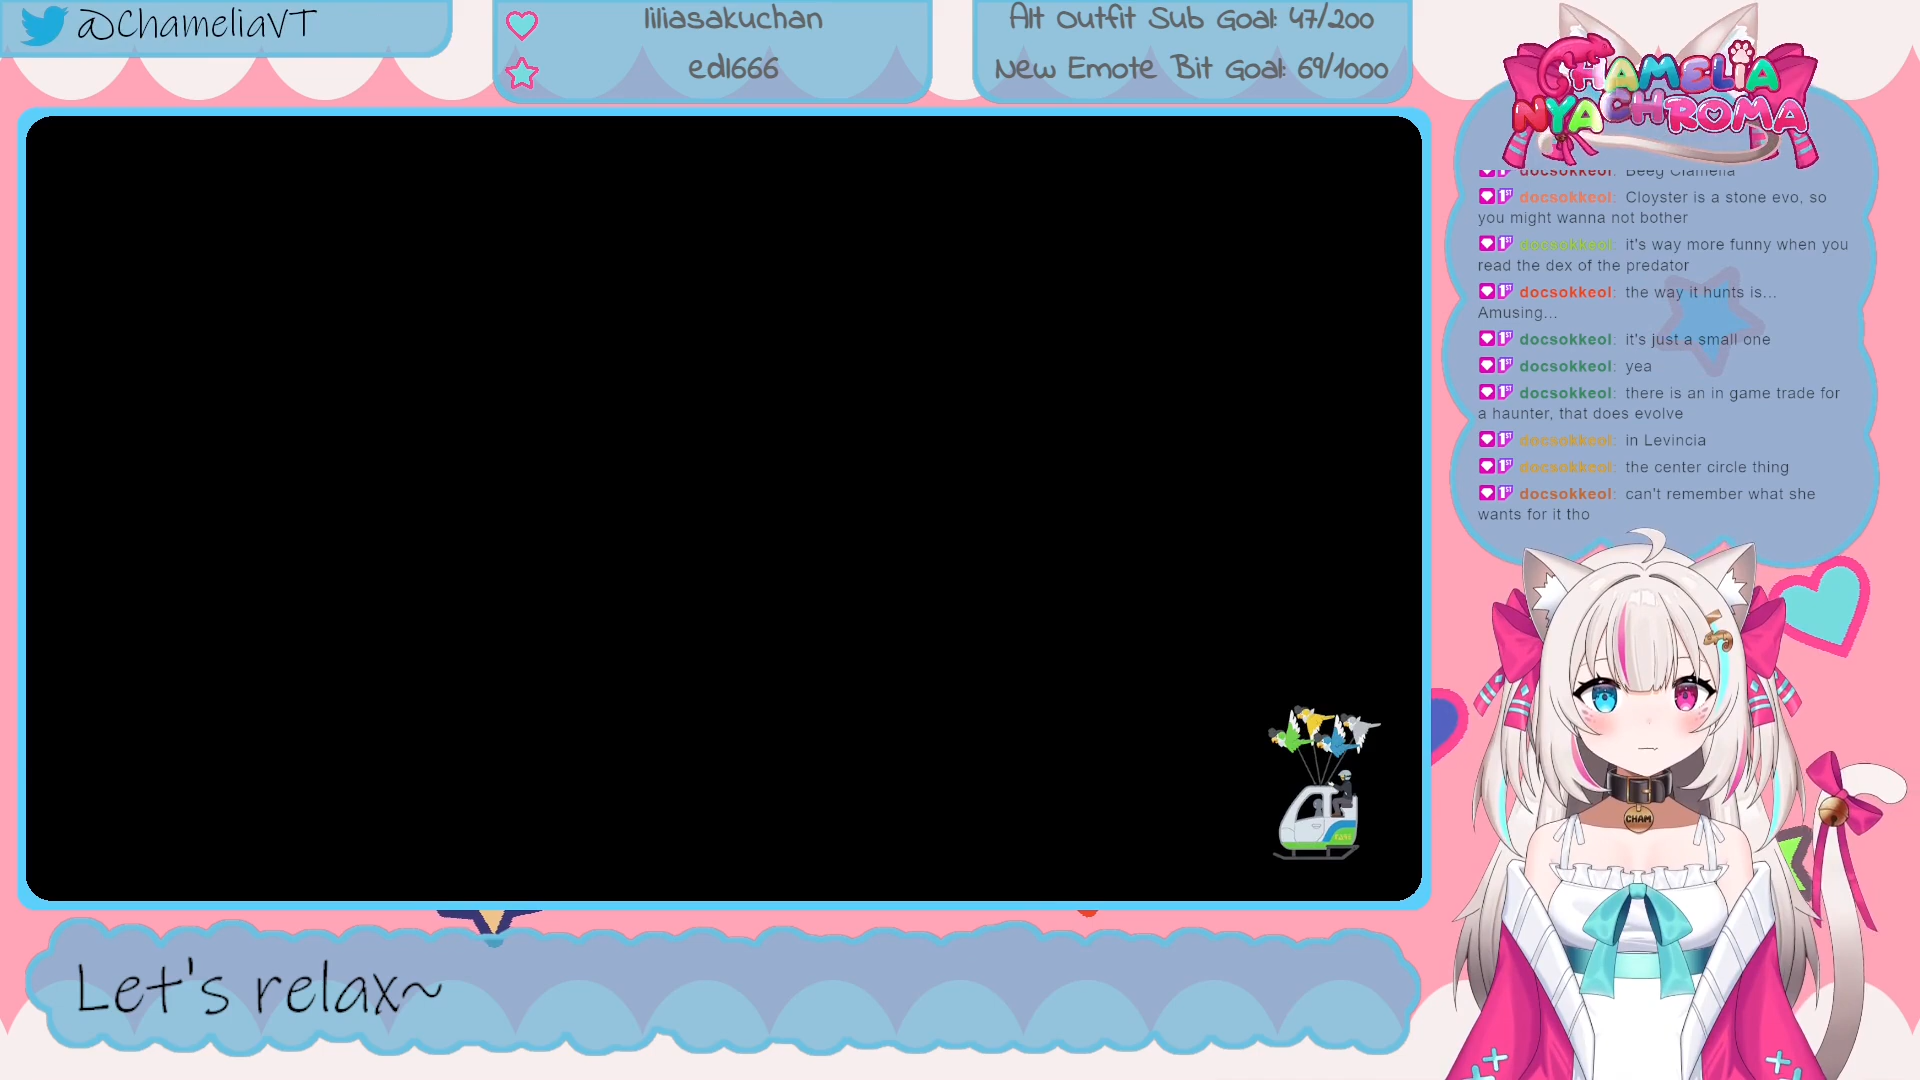 @ChameliaVT
liliasakuchan
edl666
Alt Outfit Sub Goal: 47/200
New Emote Bit Goal: 69/1000
CHAMELIA
NYACHROMA
docsokkeol: Beeg Clamella
docsokkeol: Cloyster is a stone evo, so
you might wanna not bother
docsokkeol: it's way more funny when you
read the dex of the predator
docsokkeol: the way it hunts is...
Amusing...
docsokkeol: it's just a small one
docsokkeol: yea
docsokkeol: there is an in game trade for
a haunter, that does evolve
docsokkeol: in Levincia
docsokkeol: the center circle thing
docsokkeol: can't remember what she
wants for it tho
CHAM
Let's relax~